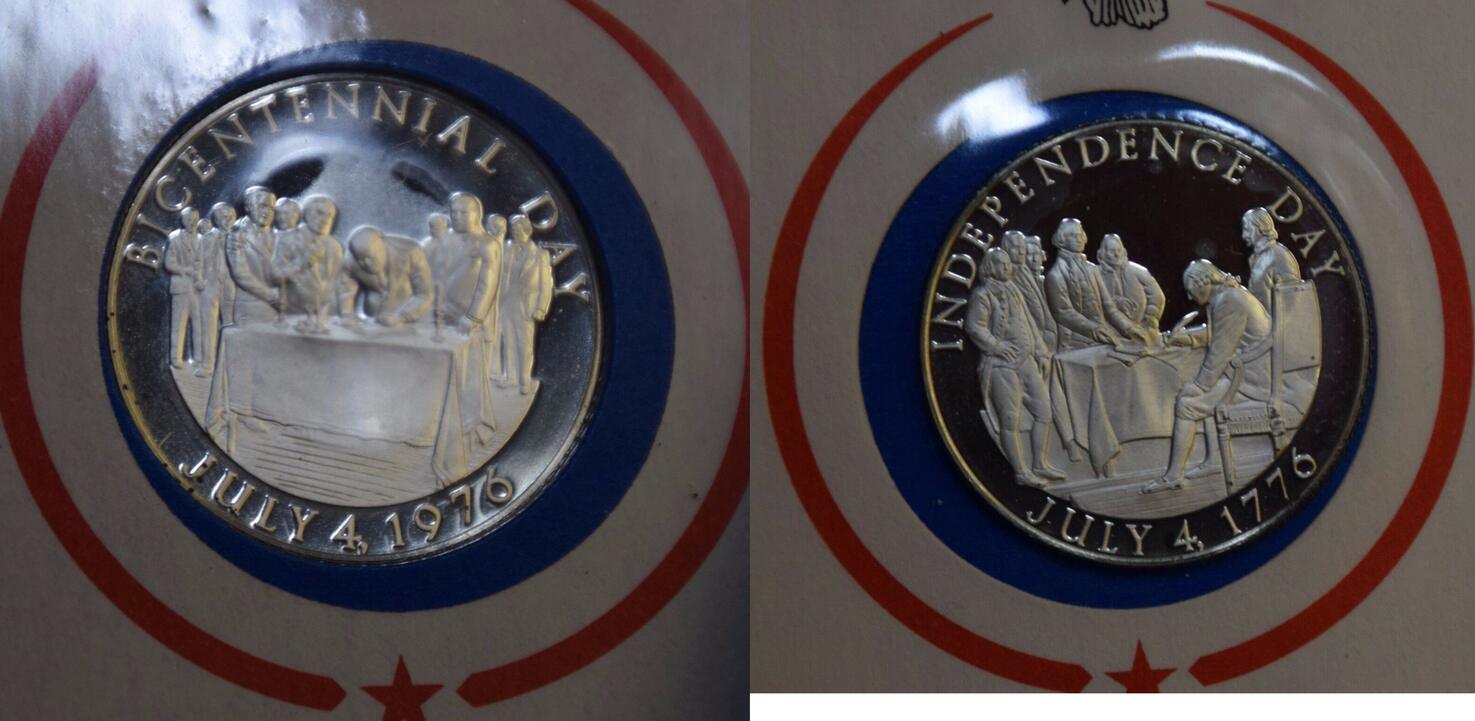 BICENTENNIAL DAY
JULY 4, 1976
INDEPENDENCE DAY
JULY 4, 1776